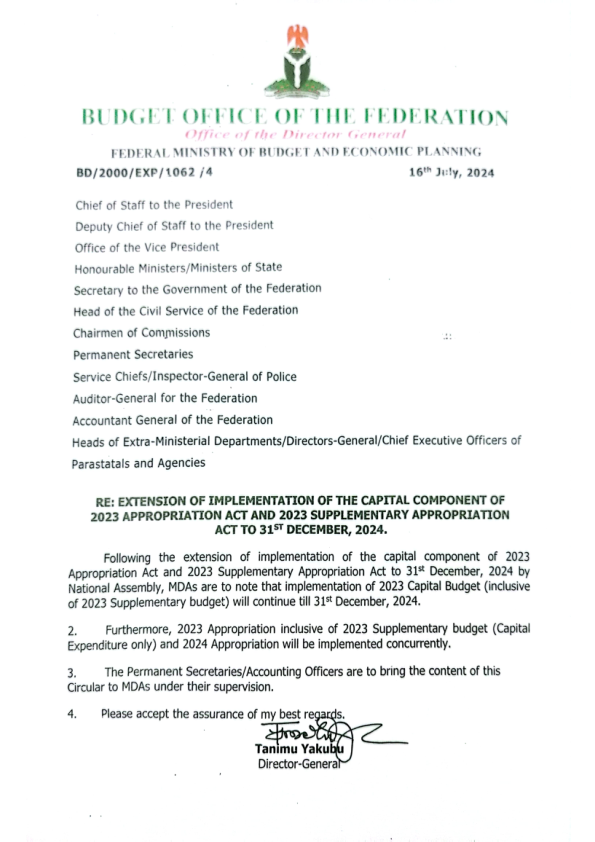 BUDGET OFFICE OF THE FEDERATION
Office of the Director General
FEDERAL MINISTRY OF BUDGET AND ECONOMIC PLANNING
BD/2000/EXP/1062 /4 16th July, 2024
Chief of Staff to the President
Deputy Chief of Staff to the President
Office of the Vice President
Honourable Ministers/Ministers of State
Secretary to the Government of the Federation
Head of the Civil Service of the Federation
Chairmen of Commissions
Permanent Secretaries
Service Chiefs/Inspector-General of Police
Auditor-General for the Federation
Accountant General of the Federation
Heads of Extra-Ministerial Departments/Directors-General/Chief Executive Officers of
Parastatals and Agencies
RE: EXTENSION OF IMPLEMENTATION OF THE CAPITAL COMPONENT OF
2023 APPROPRIATION ACT AND 2023 SUPPLEMENTARY APPROPRIATION
ACT TO 31ST DECEMBER, 2024.
Following the extension of implementation of the capital component of 2023
Appropriation Act and 2023 Supplementary Appropriation Act to 31st December, 2024 by
National Assembly, MDAs are to note that implementation of 2023 Capital Budget (inclusive
of 2023 Supplementary budget) will continue till 31st December, 2024.
2. Furthermore, 2023 Appropriation inclusive of 2023 Supplementary budget (Capital
Expenditure only) and 2024 Appropriation will be implemented concurrently.
3. The Permanent Secretaries/Accounting Officers are to bring the content of this
Circular to MDAs under their supervision.
4. Please accept the assurance of my best regards.
Tanimu Yakubu
Director-General